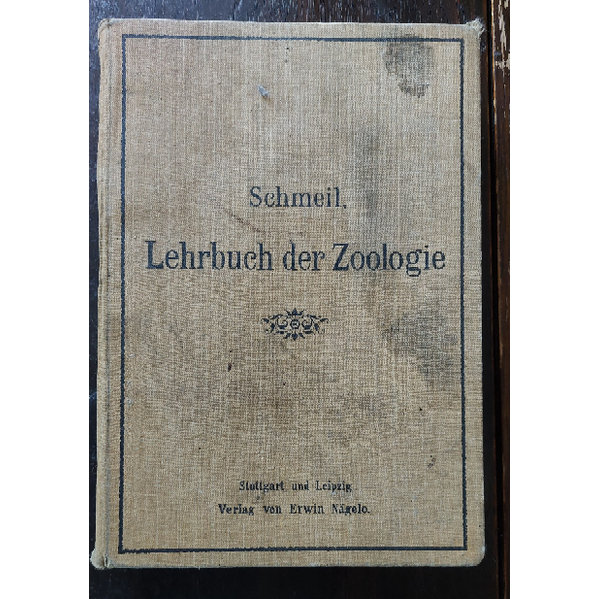 Schmeil.
Lehrbuch der Zoologie
Stuttgart und Leipzig
Verlag von Erwin Nägele.